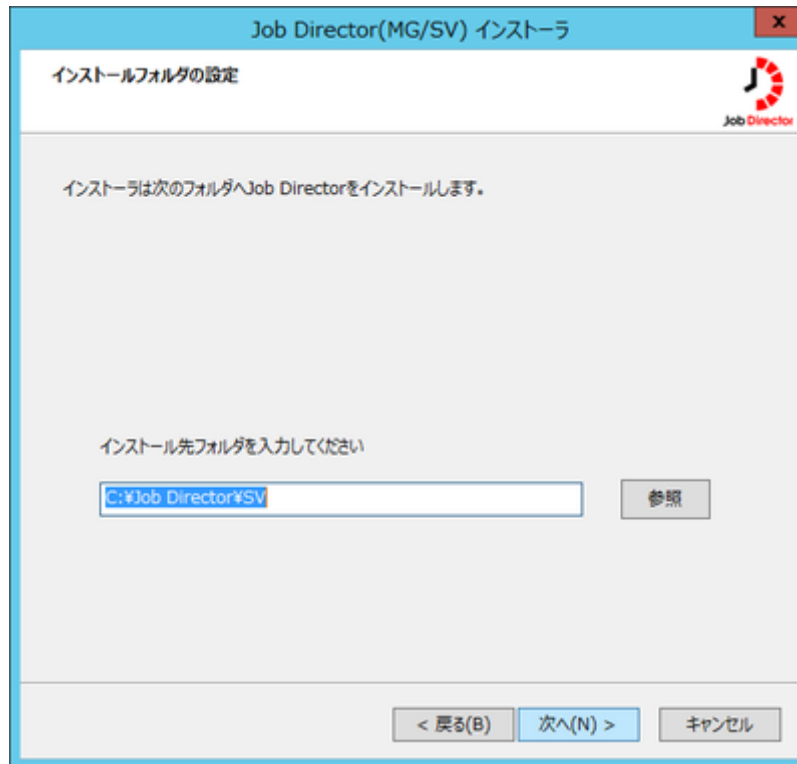 Job Director(MG/SV) インストーラ
x
インストールフォルダの設定
Job Director
インストーラは次のフォルダへJob Directorをインストールします。
インストール先フォルダを入力してください
C:¥Job Director¥SV
参照
< 戻る(B)
次へ(N) >
キャンセル